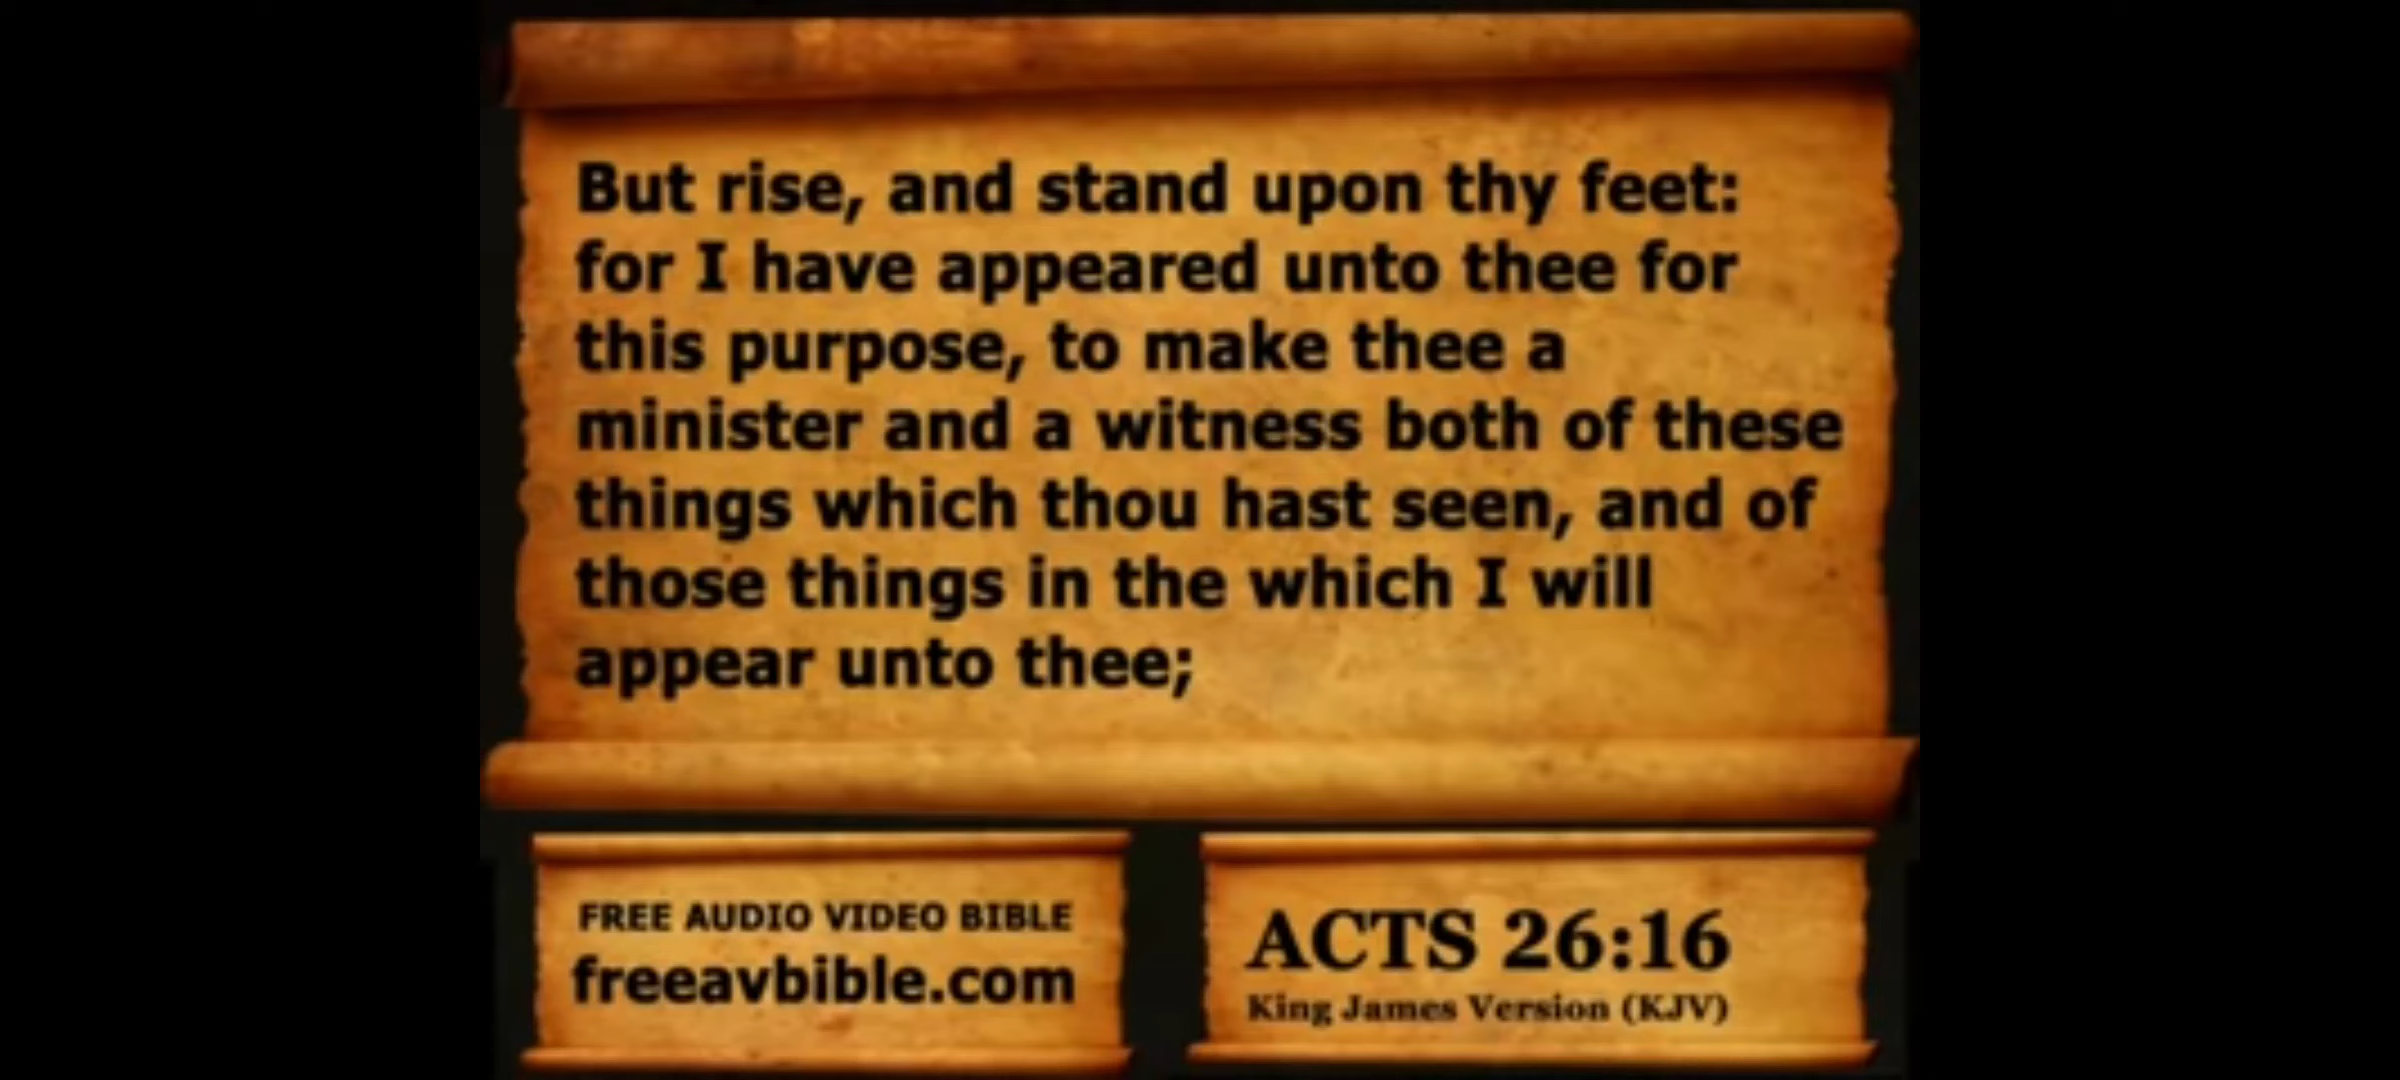 But rise, and stand upon thy feet:
for I have appeared unto thee for
this purpose, to make thee a
minister and a witness both of these
things which thou hast seen, and of
those things in the which I will
appear unto thee;
FREE AUDIO VIDEO BIBLE
freeavbible.com
ACTS 26:16
King James Version (KJV)